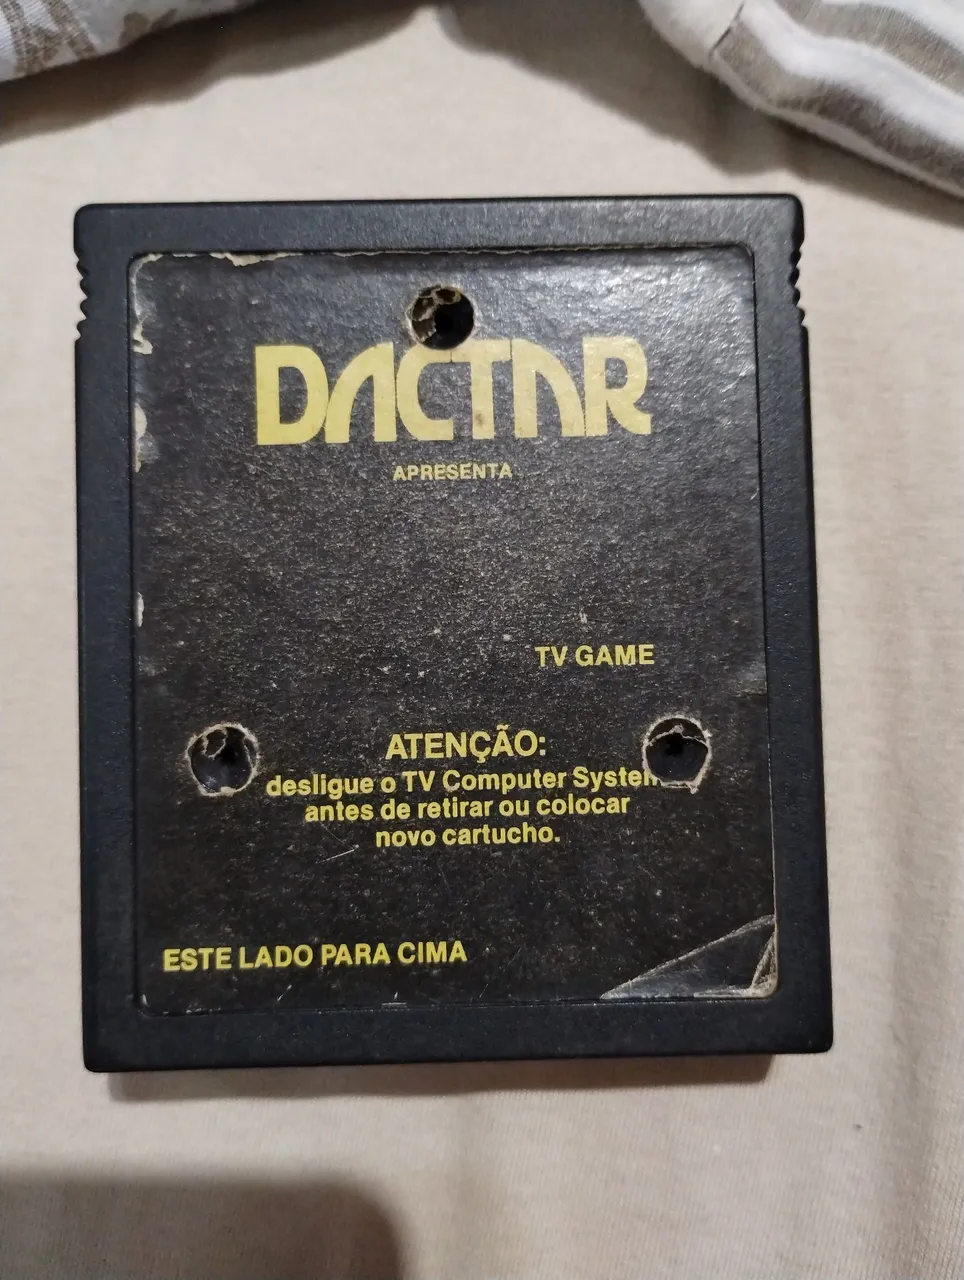 DACTAR
APRESENTA
TV GAME
ATENÇÃO:
desligue o TV Computer System
antes de retirar ou colocar
novo cartucho.
ESTE LADO PARA CIMA